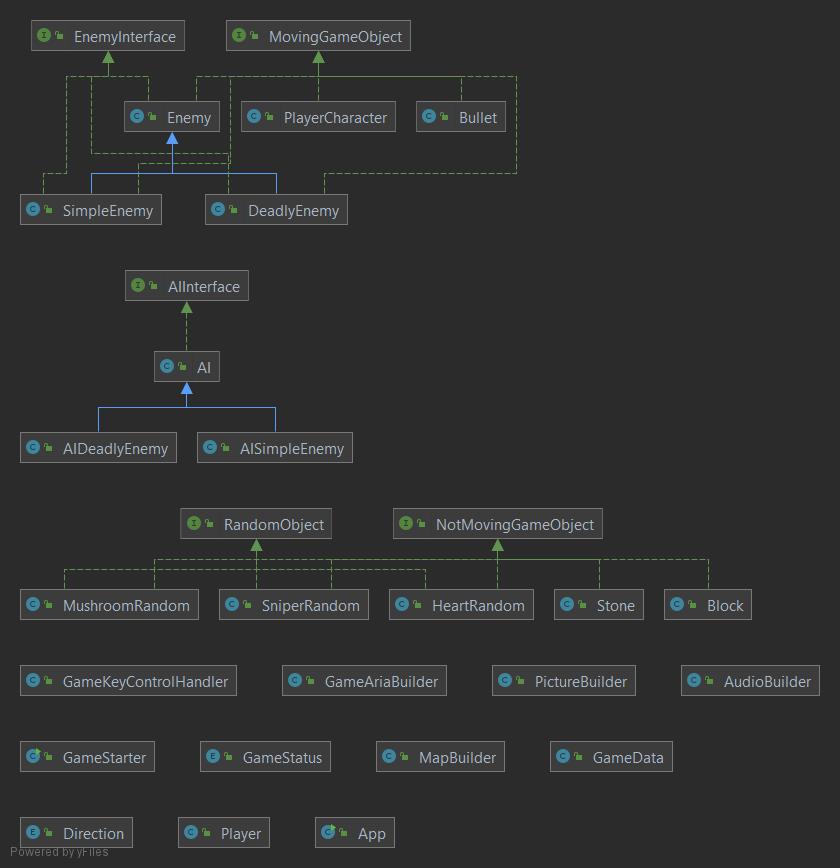 EnemyInterface MovingGameObject
Enemy PlayerCharacter Bullet
SimpleEnemy DeadlyEnemy
AIInterface
AI
AIDeadlyEnemy AISimpleEnemy
RandomObject NotMovingGameObject
MushroomRandom SniperRandom HeartRandom Stone Block
GameKeyControlHandler GameAriaBuilder PictureBuilder AudioBuilder
GameStarter GameStatus MapBuilder GameData
Direction Player App
Powered by yFiles